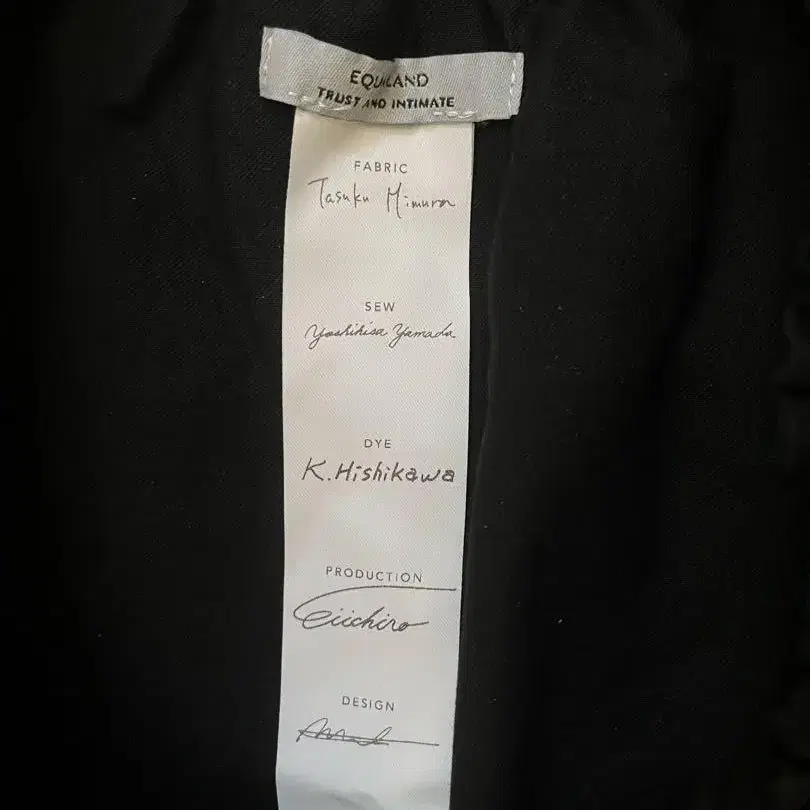 EQUALAND
TRUST AND INTIMATE
FABRIC
Tasuku Mimura
SEW
Yoshihisa Yamada
DYE
K.Hishikawa
PRODUCTION
Eiichiro
DESIGN